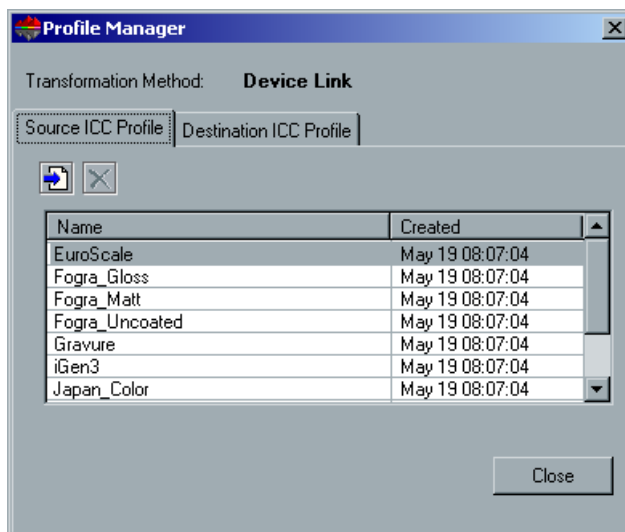 Profile Manager
Transformation Method: Device Link
Source ICC Profile Destination ICC Profile
Name Created
EuroScale May 19 08:07:04
Fogra_Gloss May 19 08:07:04
Fogra_Matt May 19 08:07:04
Fogra_Uncoated May 19 08:07:04
Gravure May 19 08:07:04
iGen3 May 19 08:07:04
Japan_Color May 19 08:07:04
Close